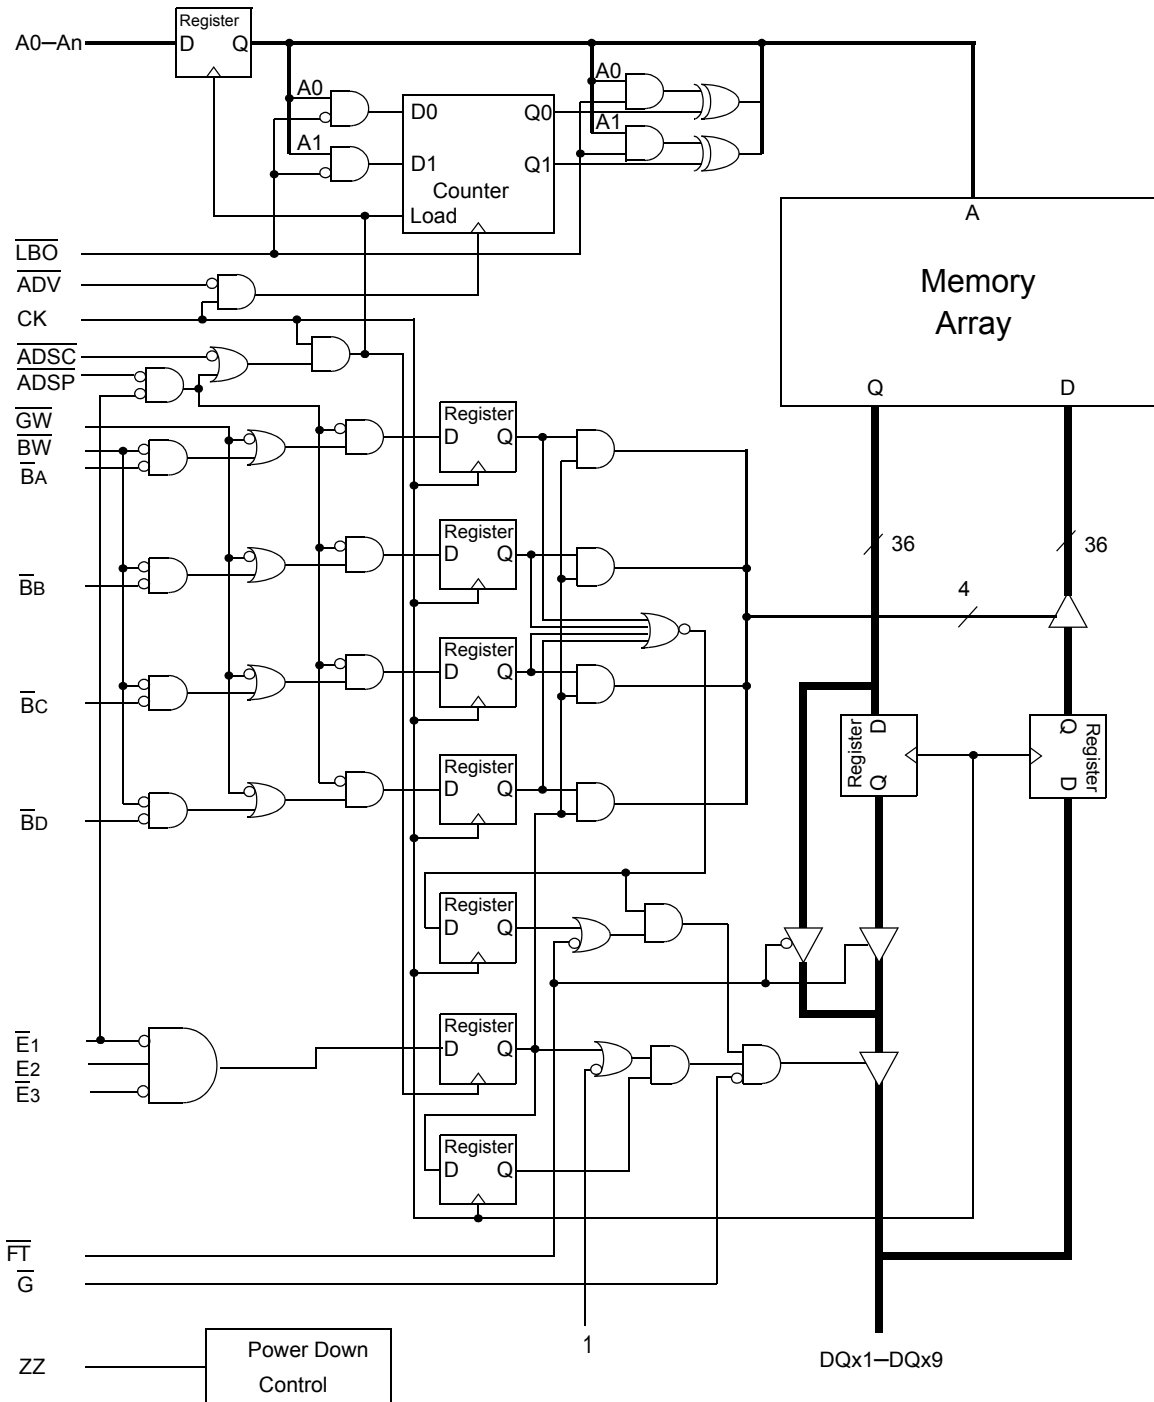 Register
A0–An
D Q
A0
A0
D0
Q0
A1
A1
D1
Q1
Counter
Load
A
LBO
ADV
Memory
Array
CK
ADSC
ADSP
Q
D
GW
Register
BW
D Q
BA
Register
D Q
36
36
BB
4
Register
D Q
BC
D
Q
Register
Register
Q
D
Register
D Q
BD
Register
D Q
Register
E1
D Q
E2
E3
Register
D Q
FT
G
1
Power Down
Control
ZZ
DQx1–DQx9